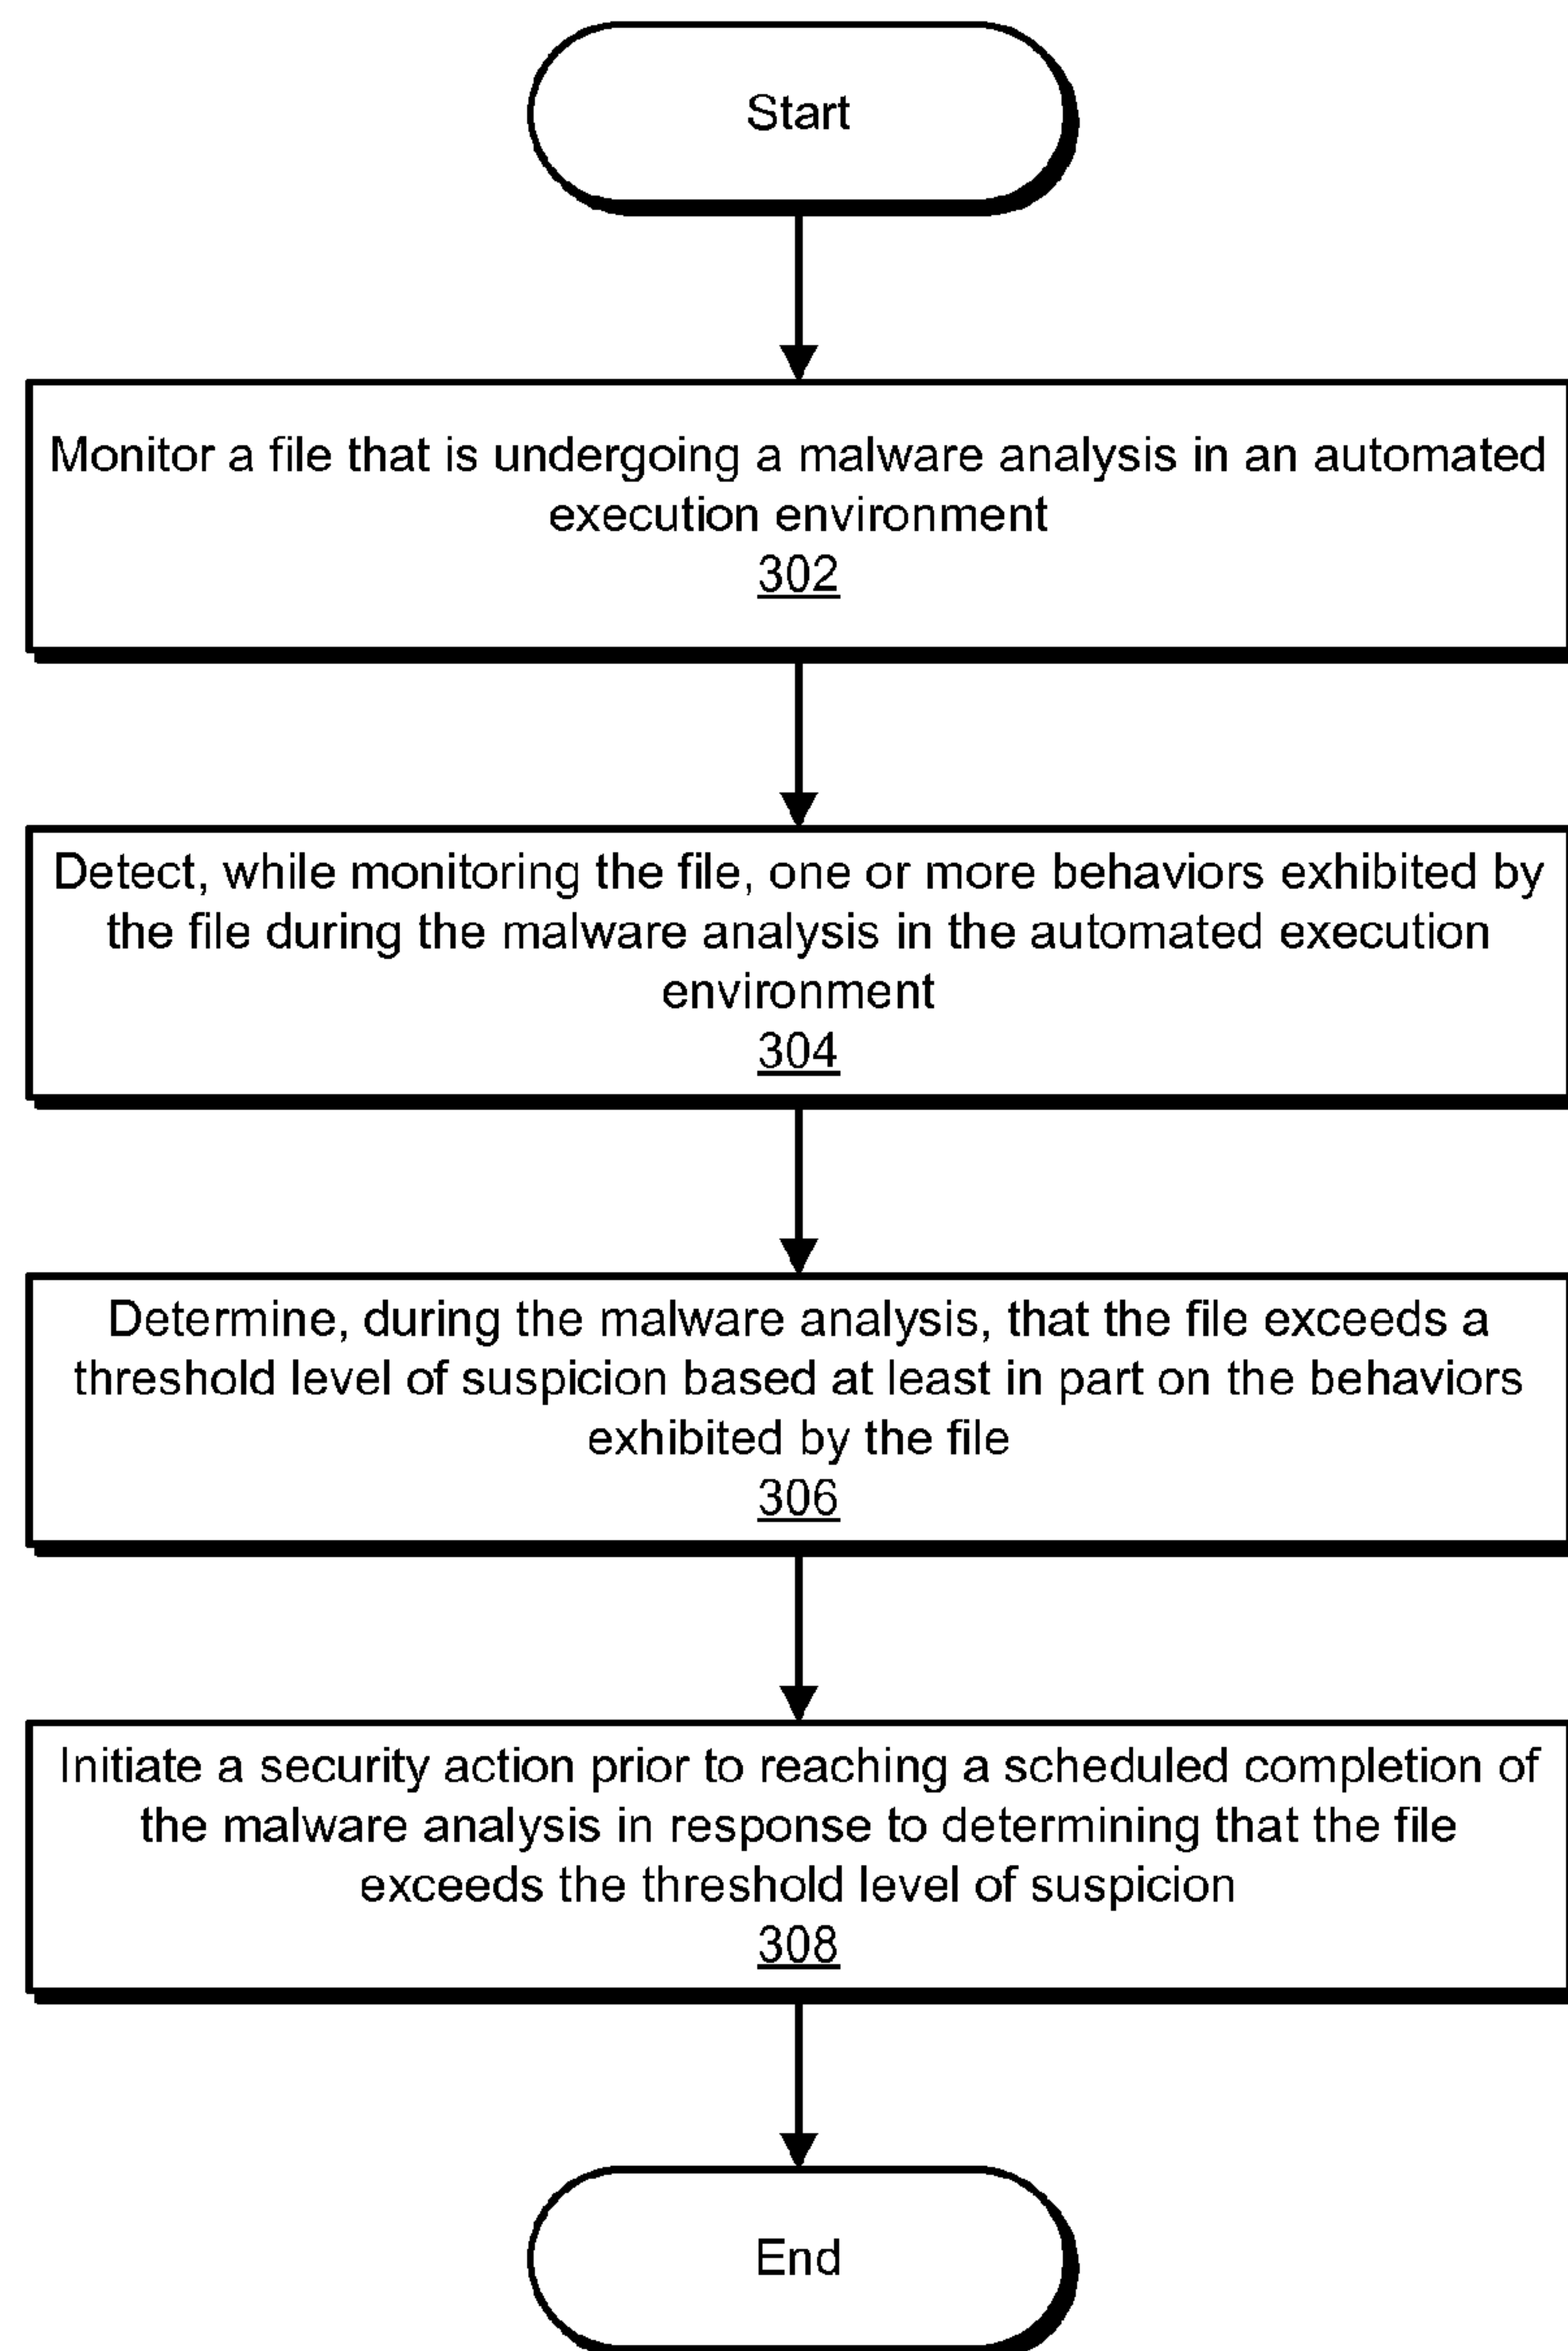 Start
Monitor a file that is undergoing a malware analysis in an automated
execution environment
302
Detect, while monitoring the file, one or more behaviors exhibited by
the file during the malware analysis in the automated execution
environment
304
Determine, during the malware analysis, that the file exceeds a
threshold level of suspicion based at least in part on the behaviors
exhibited by the file
306
Initiate a security action prior to reaching a scheduled completion of
the malware analysis in response to determining that the file
exceeds the threshold level of suspicion
308
End